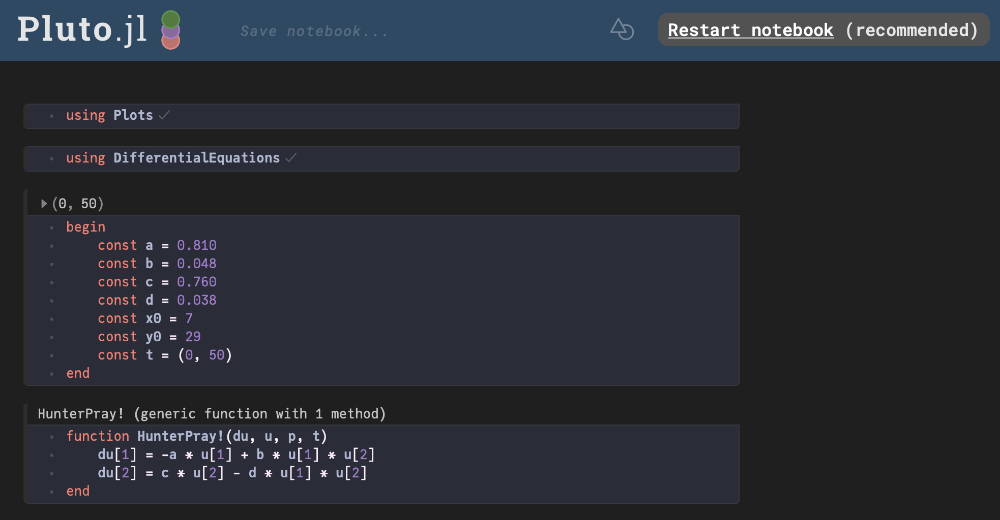 Pluto.jl
Save notebook...
Restart notebook (recommended)
using Plots
using DifferentialEquations
(0, 50)
begin
const a = 0.810
const b = 0.048
const c = 0.760
const d = 0.038
const x0 = 7
const y0 = 29
const t = (0, 50)
end
HunterPray! (generic function with 1 method)
function HunterPray!(du, u, p, t)
du[1] = -a * u[1] + b * u[1] * u[2]
du[2] = c * u[2] - d * u[1] * u[2]
end